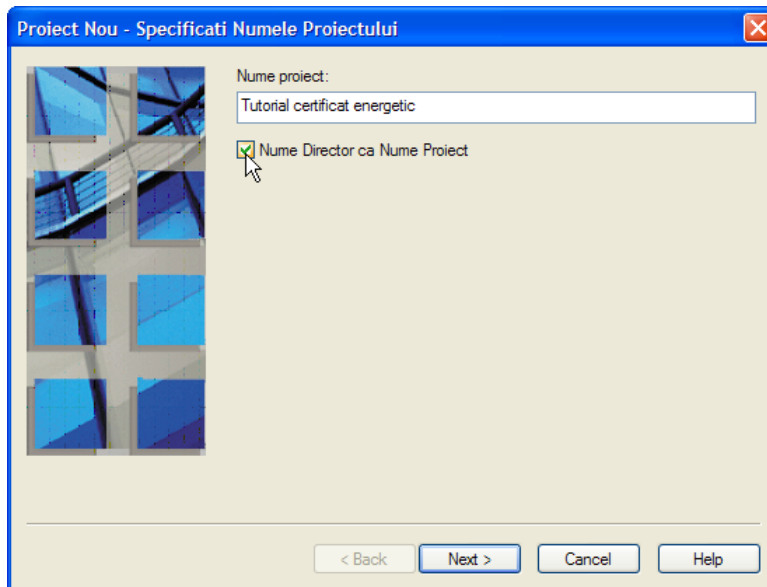 Proiect Nou - Specificati Numele Proiectului
Nume proiect:
Tutorial certificat energetic
Nume Director ca Nume Proiect
< Back
Next >
Cancel
Help